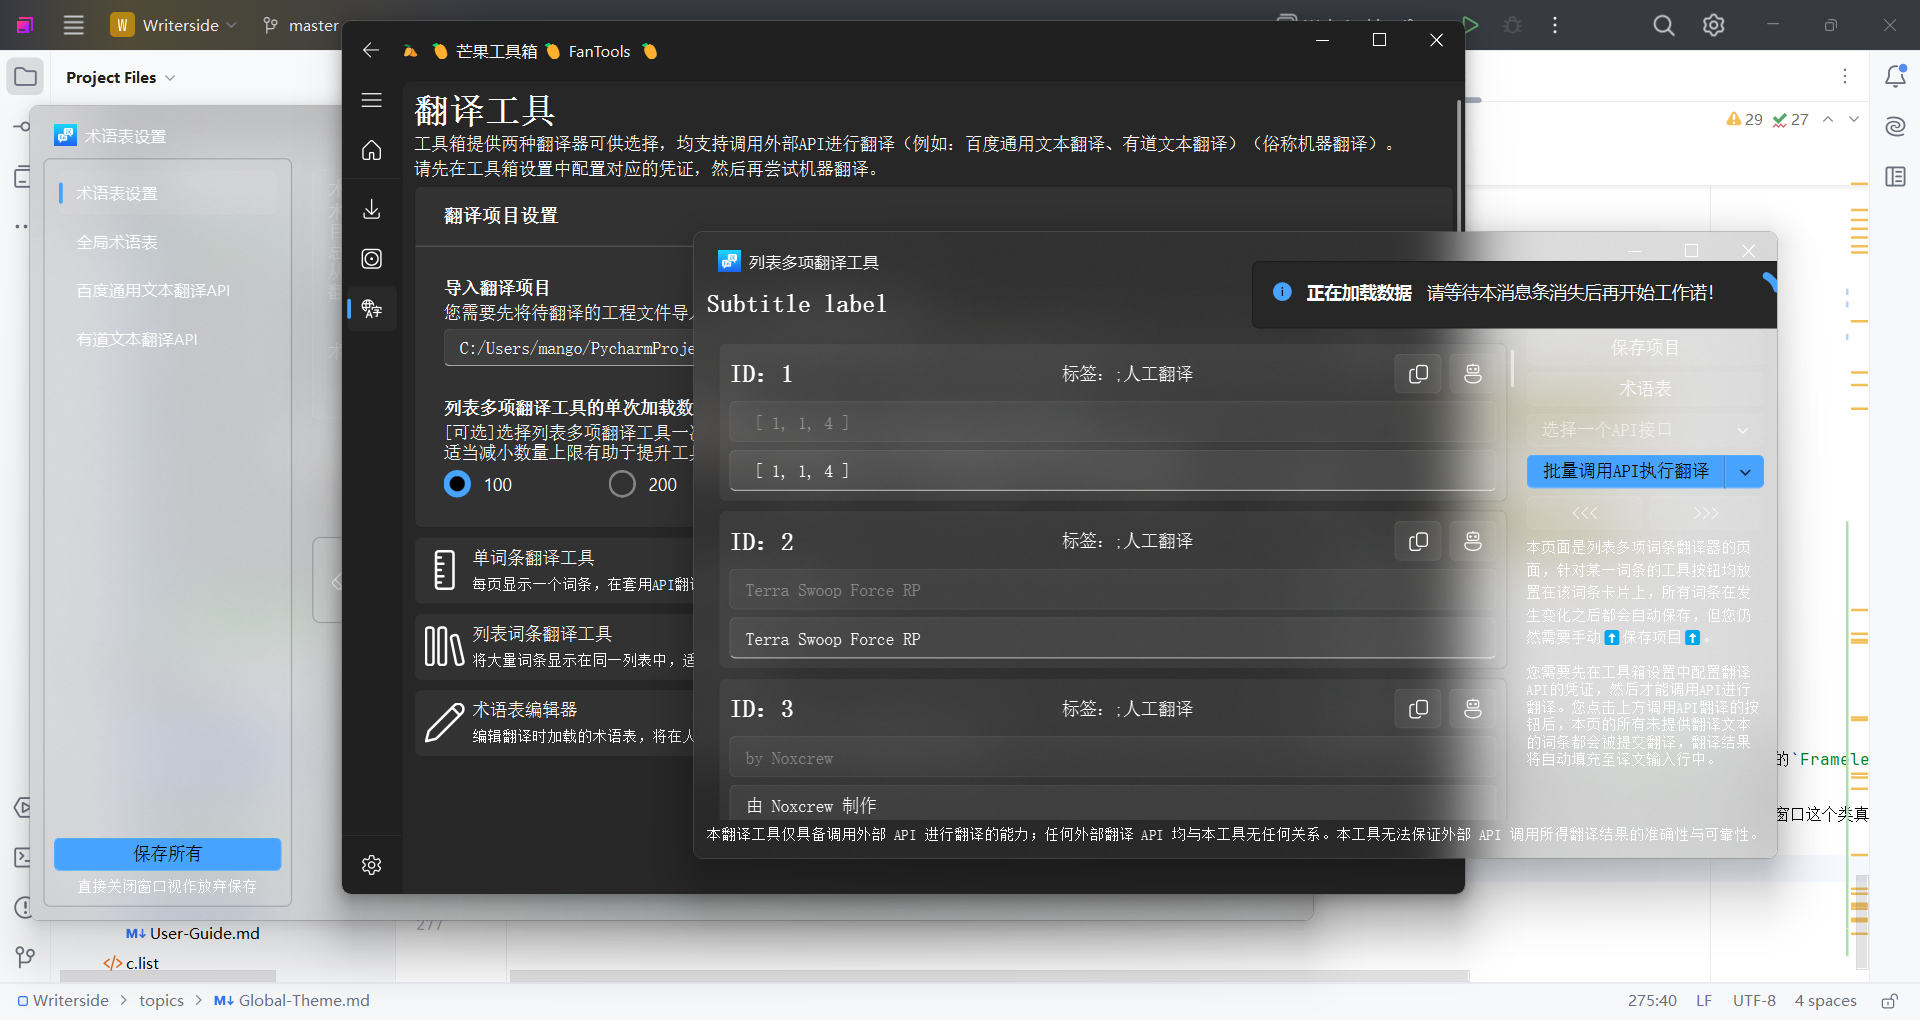 W Writerside master
Project Files
29 27
术语表设置
术语表设置
全局术语表
百度通用文本翻译API
有道文本翻译API
保存所有
直接关闭窗口视作放弃保存
芒果工具箱 FanTools
翻译工具
工具箱提供两种翻译器可供选择，均支持调用外部API进行翻译（例如：百度通用文本翻译、有道文本翻译）（俗称机器翻译）。
请先在工具箱设置中配置对应的凭证，然后再尝试机器翻译。
翻译项目设置
导入翻译项目
您需要先将待翻译的工程文件导入
C:/Users/mango/PycharmProje
列表多项翻译工具的单次加载数
[可选]选择列表多项翻译工具一次
适当减小数量上限有助于提升工具
100 200
单词条翻译工具
每页显示一个词条，在套用API翻译
列表词条翻译工具
将大量词条显示在同一列表中，适
术语表编辑器
编辑翻译时加载的术语表，将在人
列表多项翻译工具
Subtitle label
正在加载数据 请等待本消息条消失后再开始工作诺！
ID: 1 标签：;人工翻译
[ 1, 1, 4 ]
[ 1, 1, 4 ]
ID: 2 标签：;人工翻译
Terra Swoop Force RP
Terra Swoop Force RP
ID: 3 标签：;人工翻译
by Noxcrew
由 Noxcrew 制作
保存项目
术语表
选择一个API接口
批量调用API执行翻译
<<< >>>
本页面是列表多项词条翻译器的页
面，针对某一词条的工具按钮均放
置在该词条卡片上，所有词条在发
生变化之后都会自动保存，但您仍
然需要手动⬆保存项目⬆。
您需要先在工具箱设置中配置翻译
API的凭证，然后才能调用API进行
翻译。您点击上方调用API翻译的按
钮后，本页的所有未提供翻译文本
的词条都会被提交翻译，翻译结果
将自动填充至译文输入行中。
本翻译工具仅具备调用外部 API 进行翻译的能力；任何外部翻译 API 均与本工具无任何关系。本工具无法保证外部 API 调用所得翻译结果的准确性与可靠性。
的`Framele
窗口这个类真
277
M↓ User-Guide.md
</> c.list
Writerside > topics > M↓ Global-Theme.md
275:40 LF UTF-8 4 spaces